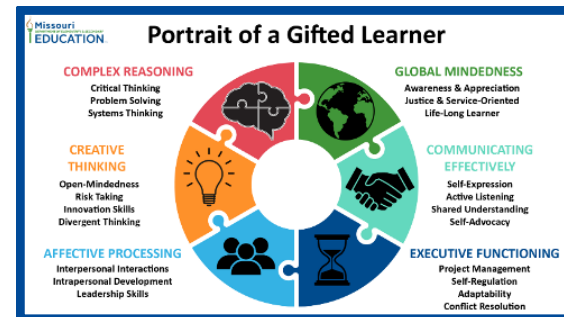 Missouri
EDUCATION
Portrait of a Gifted Learner
COMPLEX REASONING
Critical Thinking
Problem Solving
Systems Thinking
GLOBAL MINDEDNESS
Awareness & Appreciation
Justice & Service-Oriented
Life-Long Learner
CREATIVE
THINKING
Open-Mindedness
Risk Taking
Innovation Skills
Divergent Thinking
COMMUNICATING
EFFECTIVELY
Self-Expression
Active Listening
Shared Understanding
Self-Advocacy
AFFECTIVE PROCESSING
Interpersonal Interactions
Intrapersonal Development
Leadership Skills
EXECUTIVE FUNCTIONING
Project Management
Self-Regulation
Adaptability
Conflict Resolution